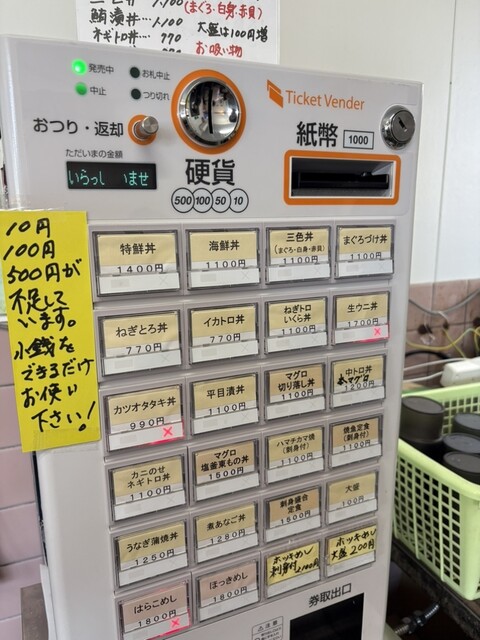 (まぐろ・白身・赤貝)
鮪漬丼・・・1,100
ネギトロ丼・・・ 770
大盛は100円増
お吸い物
発売中
お札中止
中止
つり切れ
Ticket Vender
おつり・返却
ただいまの金額
いらっし いませ
硬貨
500 100 50 10
紙幣 1000
10円
100円
500円が
不足して
います。
小銭を
できるだけ
お使い
下さい!
特鮮丼
1400円
海鮮丼
1100円
三色丼
(まぐろ・白身・赤貝)
1100円
まぐろづけ丼
1100円
ねぎとろ丼
770円
イカトロ丼
770円
ねぎトロ
いくら丼
1100円
生ウニ丼
1700円
×
カツオタタキ丼
990円
×
平目漬丼
1100円
マグロ
切り落し丼
1100円
中トロ丼
本マグロ
1200円
カニのせ
ネギトロ丼
1100円
マグロ
塩釜東もの丼
1500円
ハマチカマ焼
(刺身付)
1100円
焼魚定食
(刺身付)
1100円
うなぎ蒲焼丼
1250円
煮あなご丼
1280円
刺身盛合
定食
1500円
大盛
100円
はらこめし
1800円
×
ほっきめし
1800円
ホッキめし
刺身付2100円
ホッキめし
大盛200円
券取出口